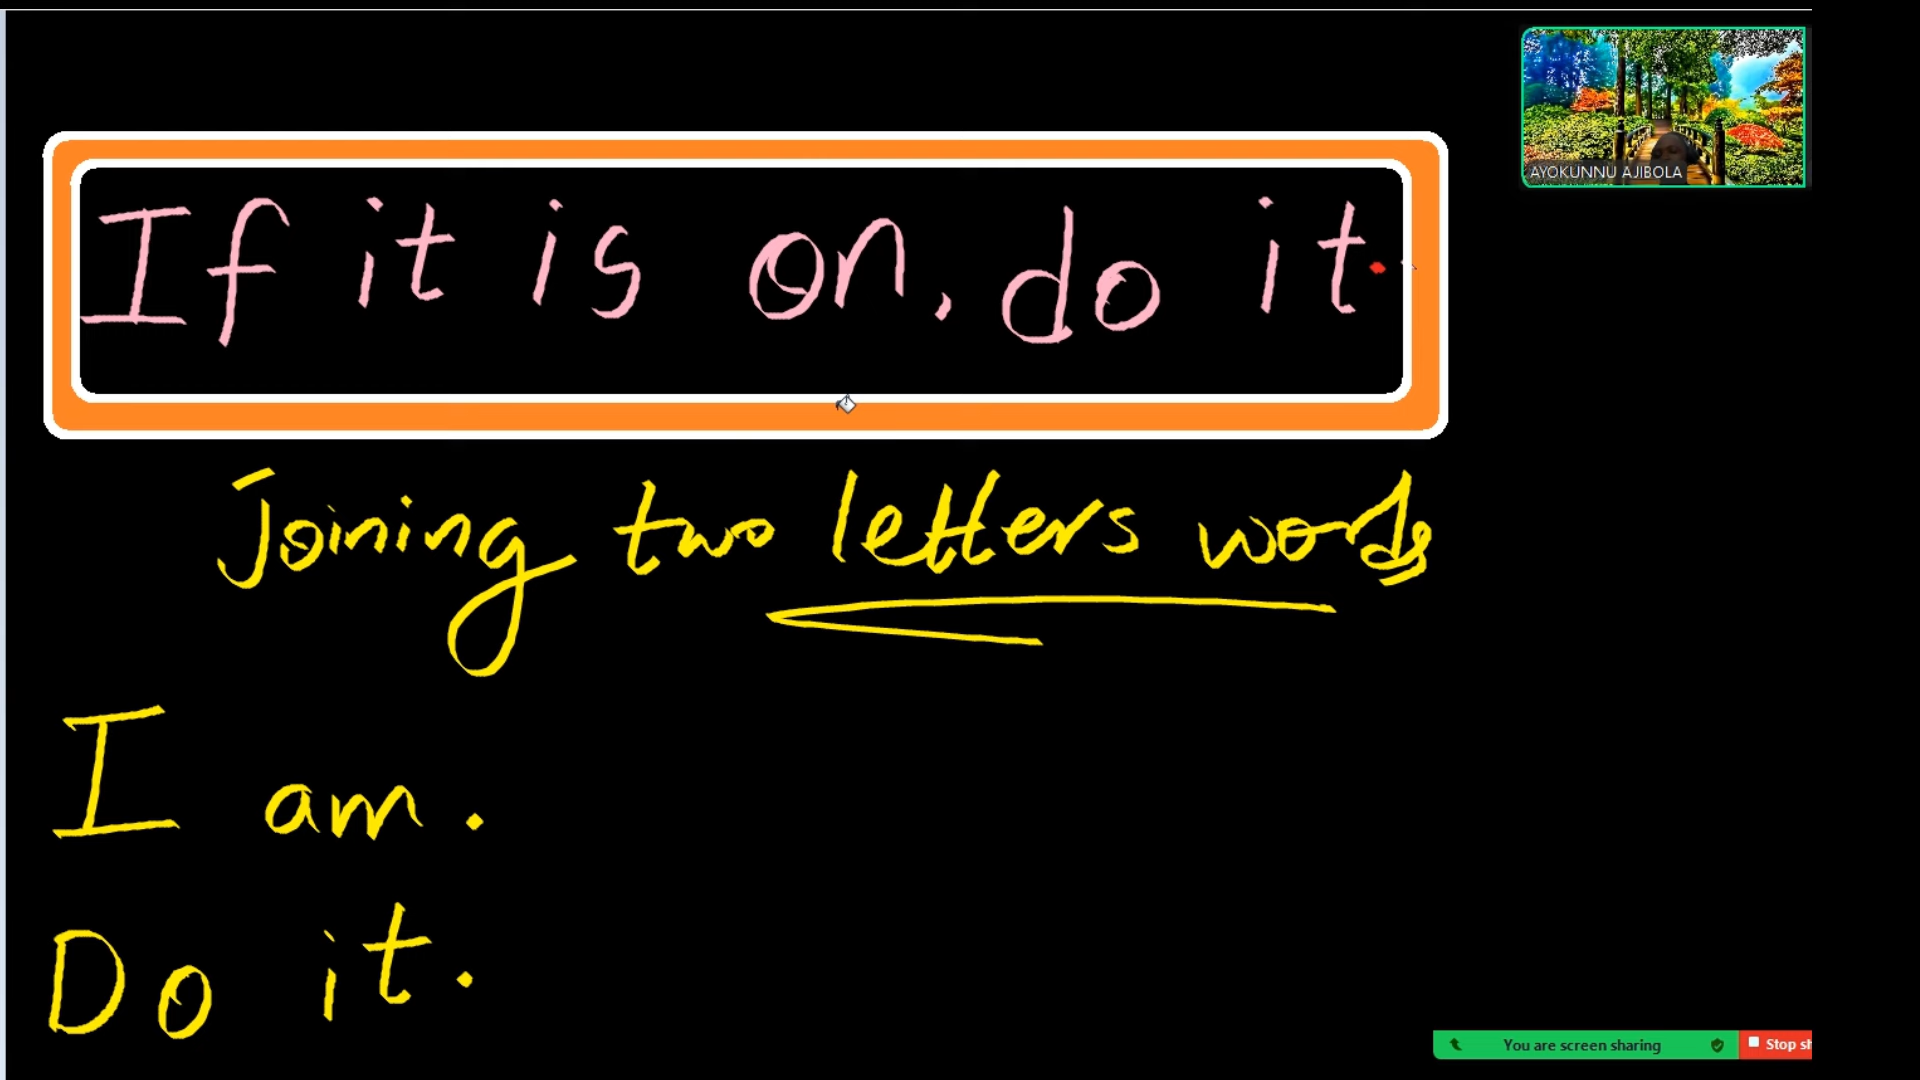 AYOKUNNU AJIBOLA
If it is on, do it.
Joining two letters words
I am.
Do it.
You are screen sharing
Stop sh